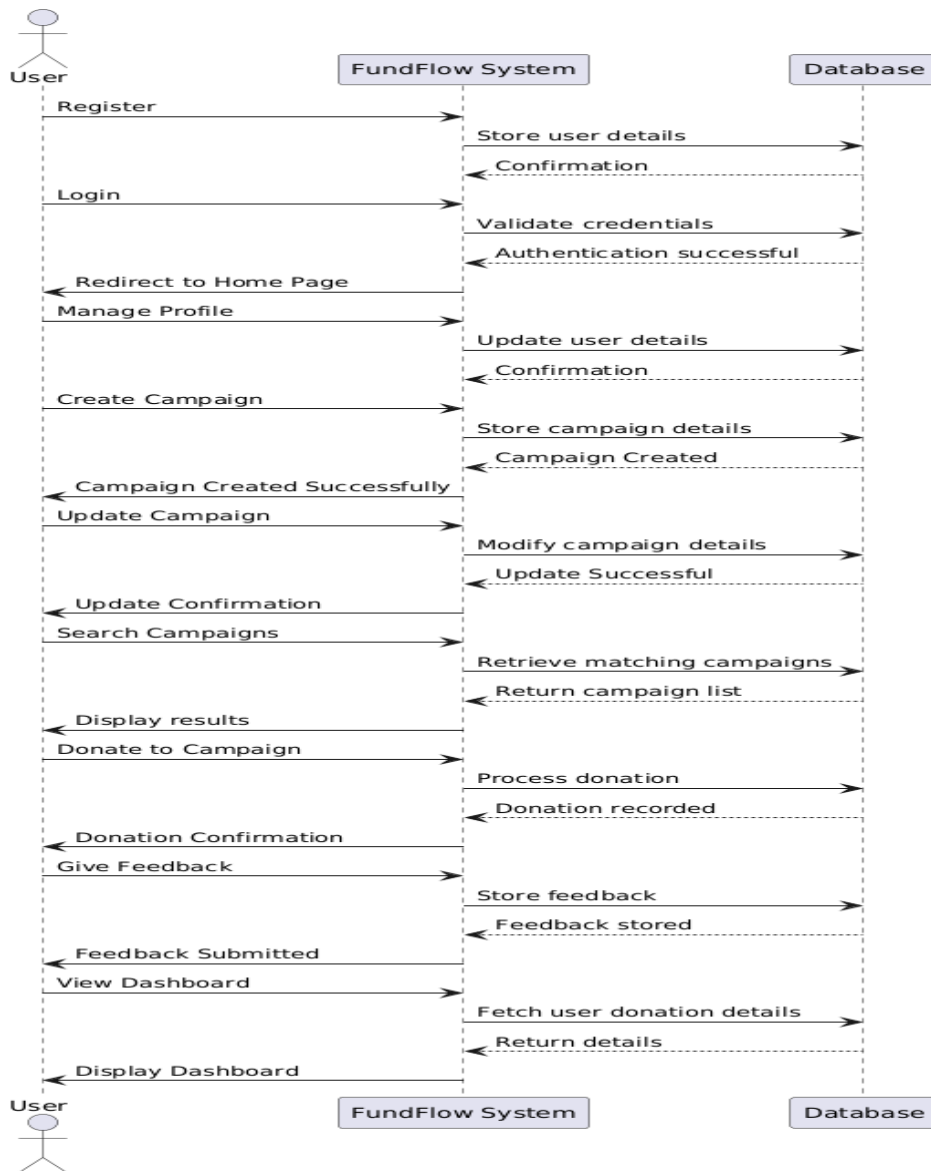 User
FundFlow System
Database
Register
Store user details
Confirmation
Login
Validate credentials
Authentication successful
Redirect to Home Page
Manage Profile
Update user details
Confirmation
Create Campaign
Store campaign details
Campaign Created
Campaign Created Successfully
Update Campaign
Modify campaign details
Update Successful
Update Confirmation
Search Campaigns
Retrieve matching campaigns
Return campaign list
Display results
Donate to Campaign
Process donation
Donation recorded
Donation Confirmation
Give Feedback
Store feedback
Feedback stored
Feedback Submitted
View Dashboard
Fetch user donation details
Return details
Display Dashboard
User
FundFlow System
Database